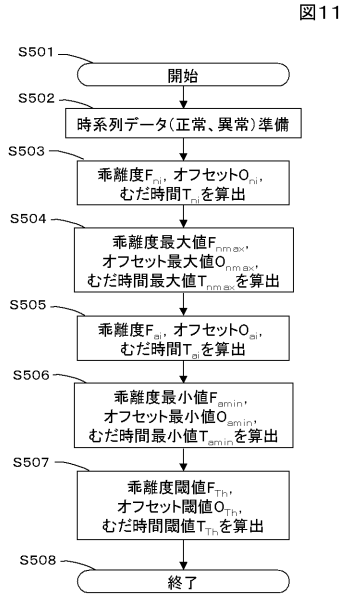 図11
S501
開始
S502
時系列データ(正常、異常)準備
S503
乖離度Fni, オフセットOni,
むだ時間Tniを算出
S504
乖離度最大値Fnmax,
オフセット最大値Onmax,
むだ時間最大値Tnmaxを算出
S505
乖離度Fai, オフセットOai,
むだ時間Taiを算出
S506
乖離度最小値Famin,
オフセット最小値Oamin,
むだ時間最小値Taminを算出
S507
乖離度閾値FTh,
オフセット閾値OTh,
むだ時間閾値TThを算出
S508
終了